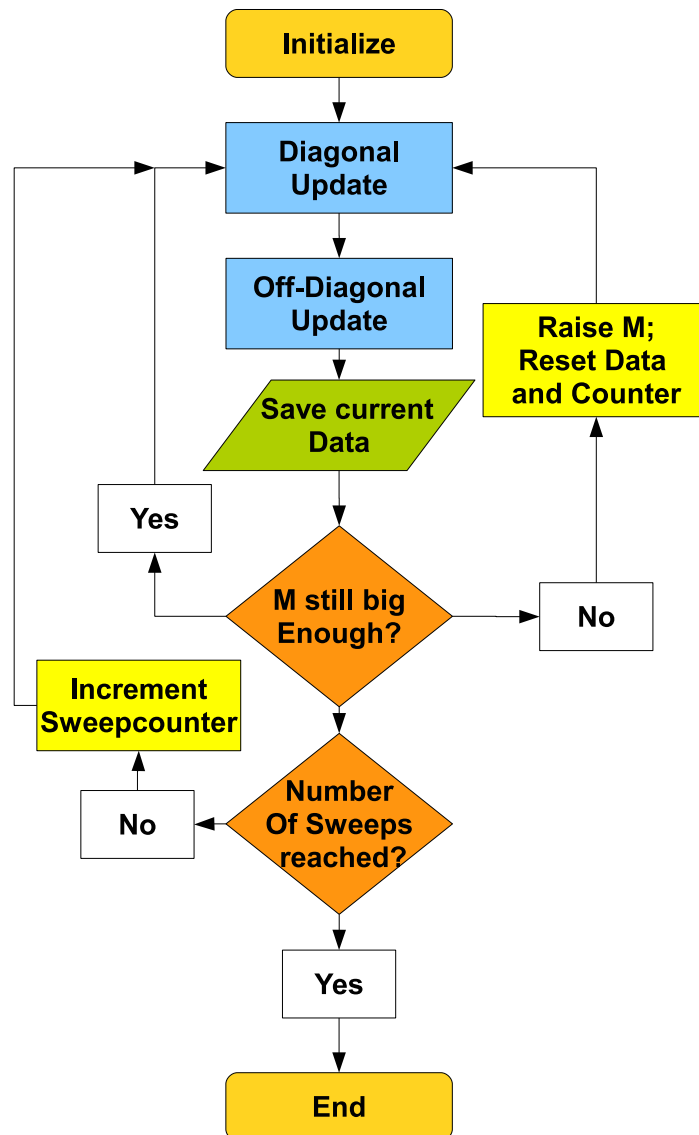 Initialize
Diagonal
Update
Off-Diagonal
Update
Raise M;
Reset Data
and Counter
Save current
Data
Yes
M still big
Enough?
No
Increment
Sweepcounter
Number
Of Sweeps
reached?
No
Yes
End